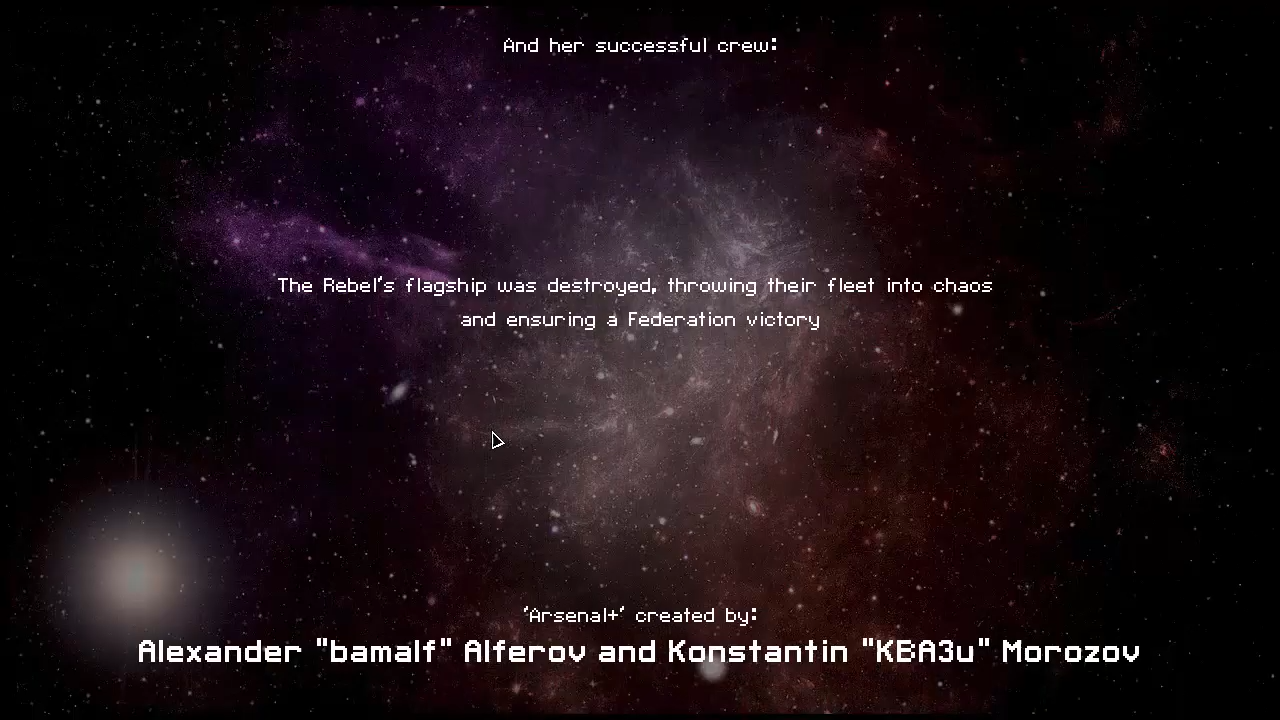 And her successful crew:
The Rebel's flagship was destroyed, throwing their fleet into chaos
and ensuring a Federation victory
'Arsenal+' created by:
Alexander "bamalf" Alferov and Konstantin "KBA3u" Morozov